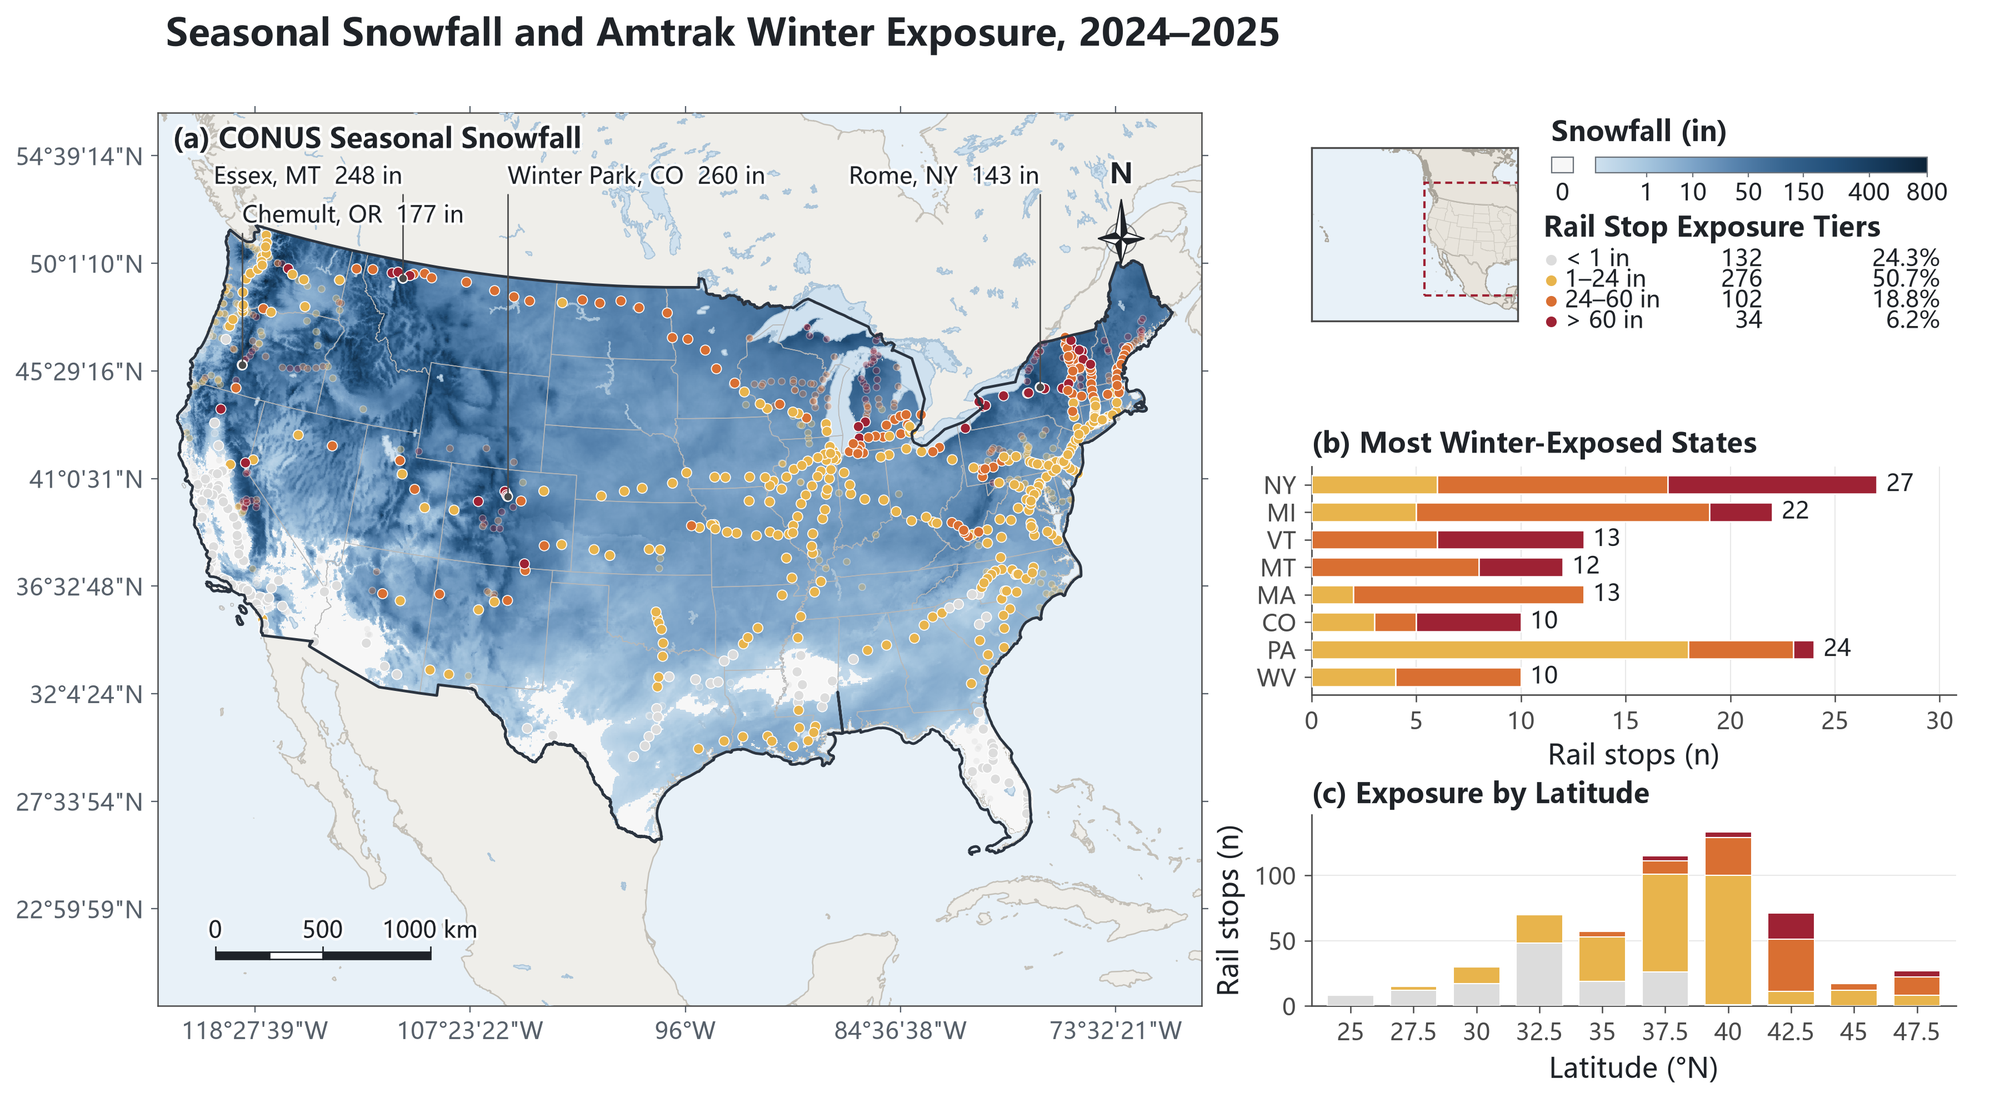 Seasonal Snowfall and Amtrak Winter Exposure, 2024–2025
(a) CONUS Seasonal Snowfall
Essex, MT 248 in
Winter Park, CO 260 in
Rome, NY 143 in
Chemult, OR 177 in
N
54°39'14"N
50°1'10"N
45°29'16"N
41°0'31"N
36°32'48"N
32°4'24"N
27°33'54"N
22°59'59"N
0 500 1000 km
118°27'39"W 107°23'22"W 96°W 84°36'38"W 73°32'21"W
Snowfall (in)
0 1 10 50 150 400 800
Rail Stop Exposure Tiers
< 1 in 132 24.3%
1–24 in 276 50.7%
24–60 in 102 18.8%
> 60 in 34 6.2%
(b) Most Winter-Exposed States
NY 27
MI 22
VT 13
MT 12
MA 13
CO 10
PA 24
WV 10
0 5 10 15 20 25 30
Rail stops (n)
(c) Exposure by Latitude
Rail stops (n)
100
50
0
25 27.5 30 32.5 35 37.5 40 42.5 45 47.5
Latitude (°N)